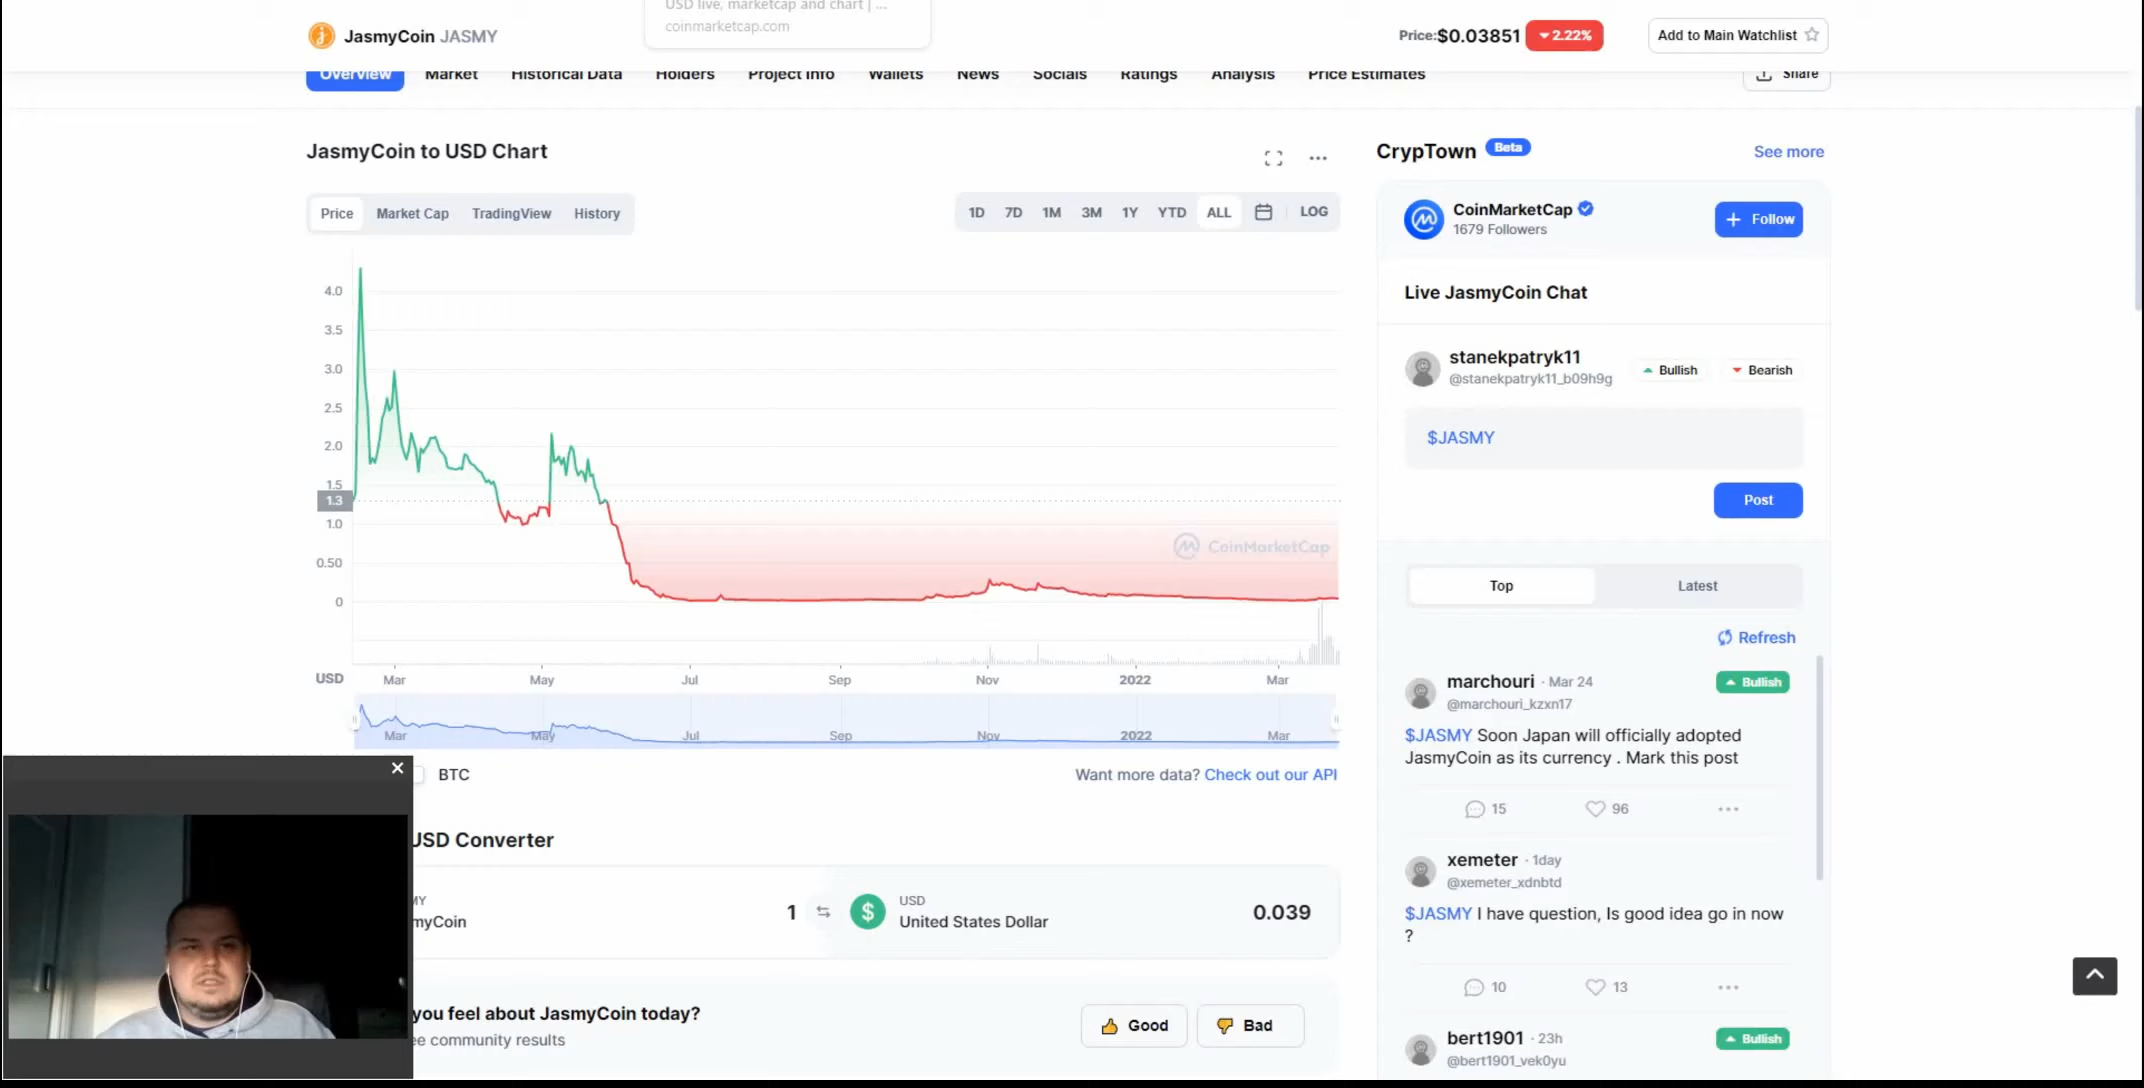 USD live, marketcap and chart | ...
coinmarketcap.com
JasmyCoin JASMY
Price:$0.03851 2.22%
Add to Main Watchlist
Overview Market Historical Data Holders Project Info Wallets News Socials Ratings Analysis Price Estimates
Share
JasmyCoin to USD Chart
Price Market Cap TradingView History
1D 7D 1M 3M 1Y YTD ALL LOG
4.0
3.5
3.0
2.5
2.0
1.5
1.3
1.0
0.50
0
CoinMarketCap
USD Mar May Jul Sep Nov 2022 Mar
Mar May Jul Sep Nov 2022 Mar
BTC
Want more data? Check out our API
USD Converter
MY
myCoin
1
USD
United States Dollar
0.039
you feel about JasmyCoin today?
ee community results
Good Bad
CrypTown Beta
See more
CoinMarketCap
1679 Followers
+ Follow
Live JasmyCoin Chat
stanekpatryk11
@stanekpatryk11_b09h9g
Bullish Bearish
$JASMY
Post
Top Latest
Refresh
marchouri · Mar 24
Bullish
@marchouri_kzxn17
$JASMY Soon Japan will officially adopted
JasmyCoin as its currency . Mark this post
15 96
xemeter · 1day
@xemeter_xdnbtd
$JASMY I have question, Is good idea go in now
?
10 13
bert1901 · 23h
Bullish
@bert1901_vek0yu